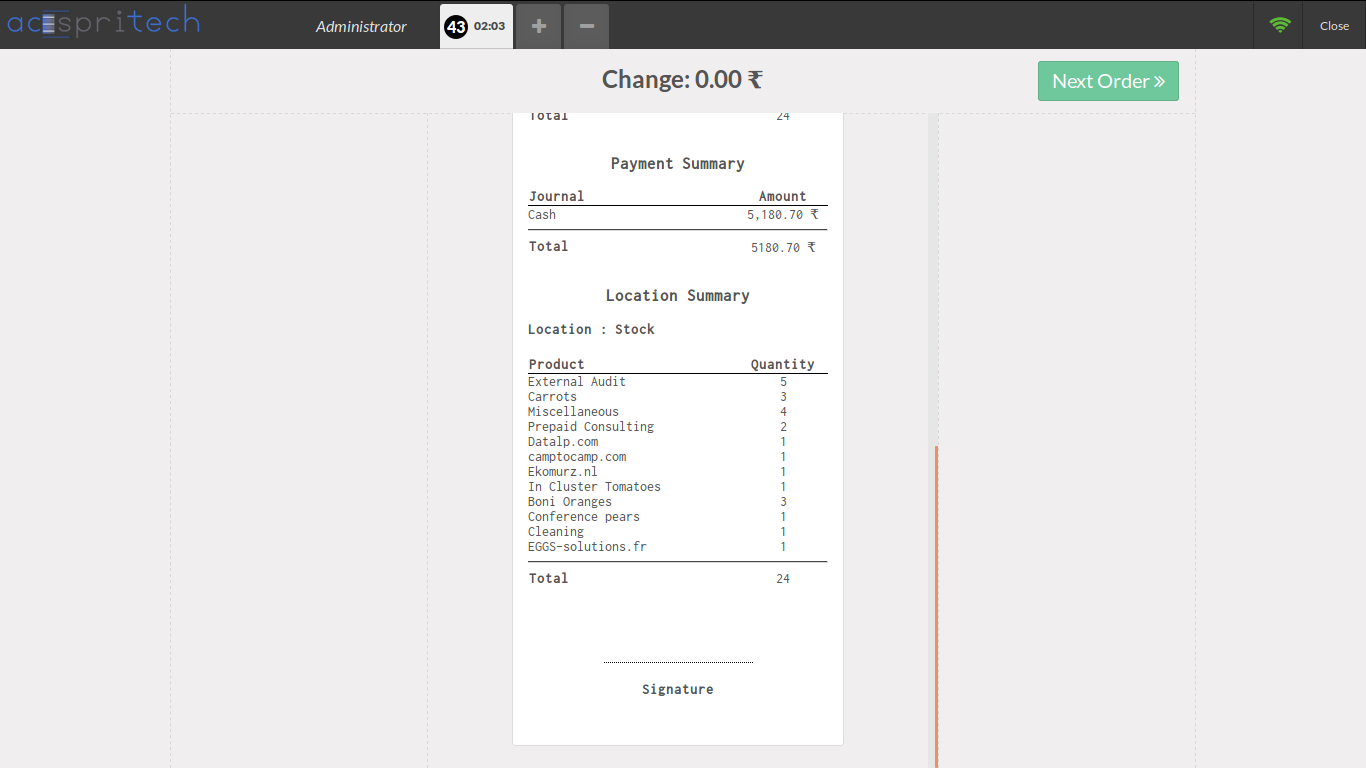 acespritech Administrator 43 02:03 + − Close
Change: 0.00 ₹ Next Order »
Total 24
Payment Summary
Journal Amount
Cash 5,180.70 ₹
Total 5180.70 ₹
Location Summary
Location : Stock
Product Quantity
External Audit 5
Carrots 3
Miscellaneous 4
Prepaid Consulting 2
Datalp.com 1
camptocamp.com 1
Ekomurz.nl 1
In Cluster Tomatoes 1
Boni Oranges 3
Conference pears 1
Cleaning 1
EGGS-solutions.fr 1
Total 24
Signature